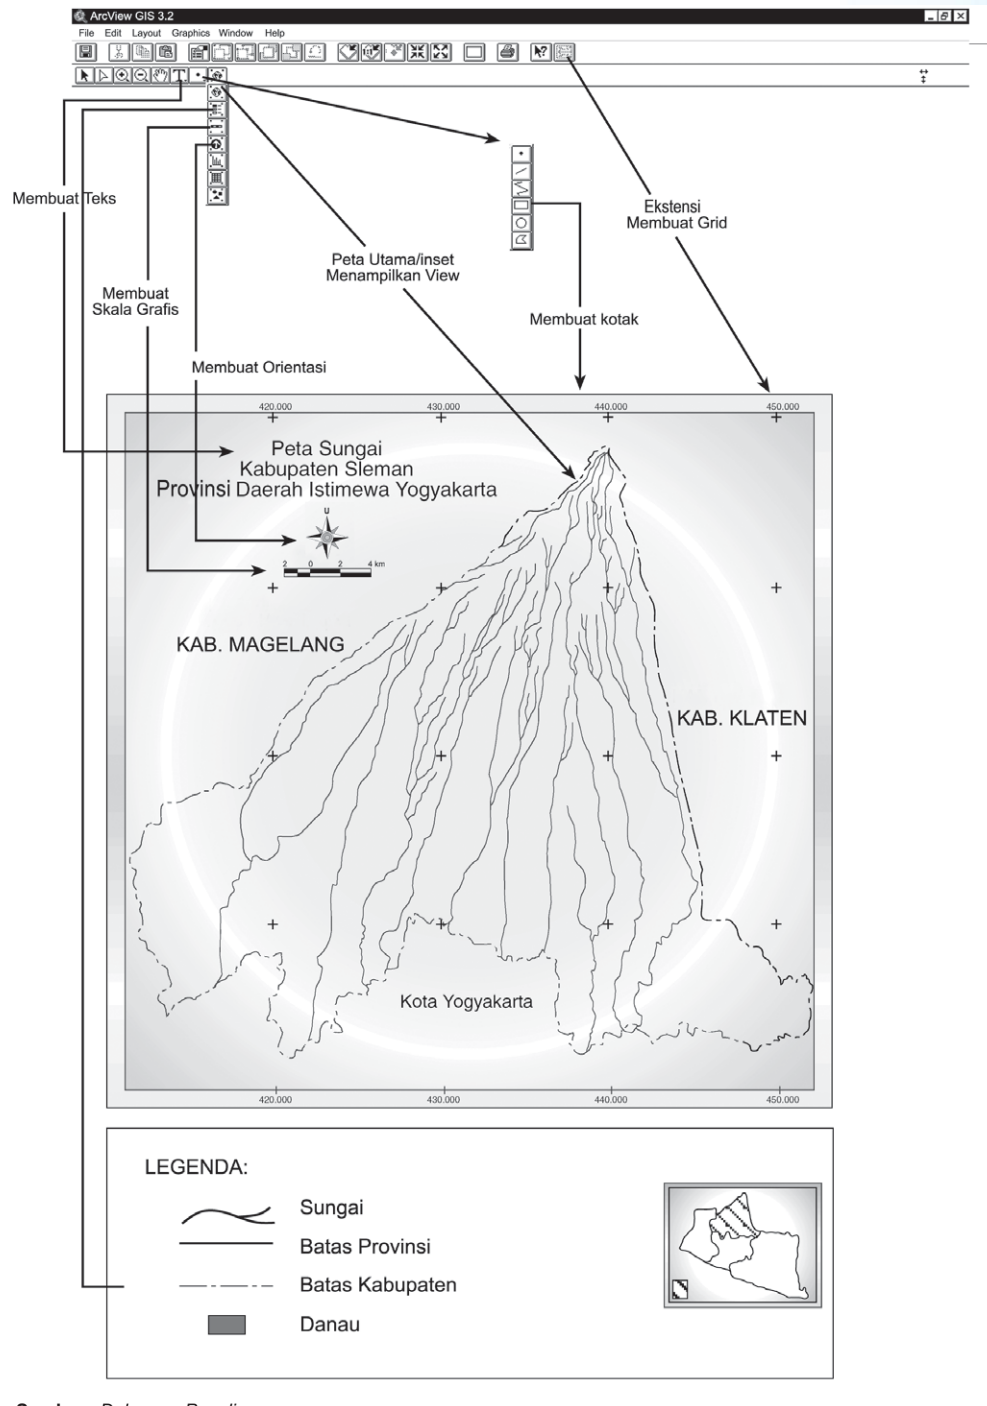 ArcView GIS 3.2
File Edit Layout Graphics Window Help
T
Membuat Teks
Ekstensi
Membuat Grid
Peta Utama/inset
Menampilkan View
Membuat
Skala Grafis
Membuat kotak
Membuat Orientasi
420.000 430.000 440.000 450.000
Peta Sungai
Kabupaten Sleman
Provinsi Daerah Istimewa Yogyakarta
U
2 0 2 4 km
KAB. MAGELANG
KAB. KLATEN
Kota Yogyakarta
420.000 430.000 440.000 450.000
LEGENDA:
Sungai
Batas Provinsi
Batas Kabupaten
Danau